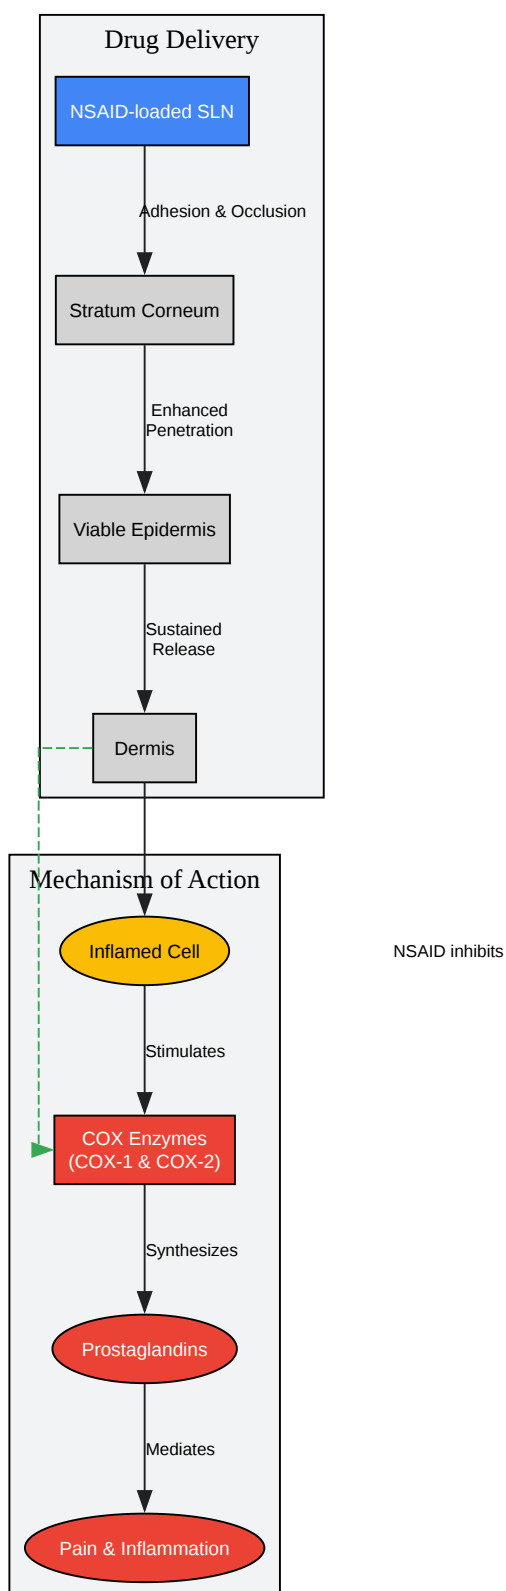 Drug Delivery
NSAID-loaded SLN
Adhesion & Occlusion
Stratum Corneum
Enhanced
Penetration
Viable Epidermis
Sustained
Release
Dermis
Mechanism of Action
Inflamed Cell
NSAID inhibits
Stimulates
COX Enzymes
(COX-1 & COX-2)
Synthesizes
Prostaglandins
Mediates
Pain & Inflammation